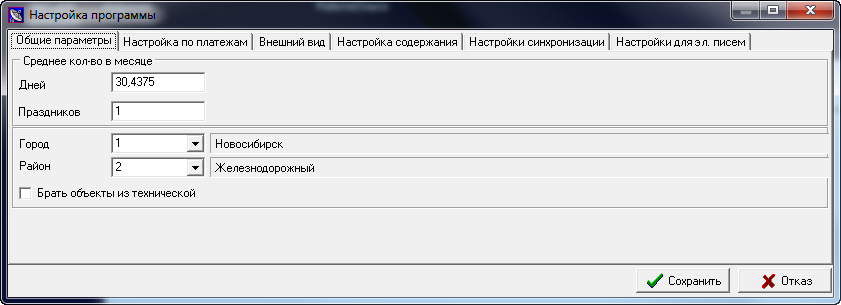 Настройка программы
Общие параметры Настройка по платежам Внешний вид Настройка содержания Настройки синхронизации Настройки для эл. писем
Среднее кол-во в месяце
Дней 30,4375
Праздников 1
Город 1 Новосибирск
Район 2 Железнодорожный
Брать объекты из технической
Сохранить Отказ